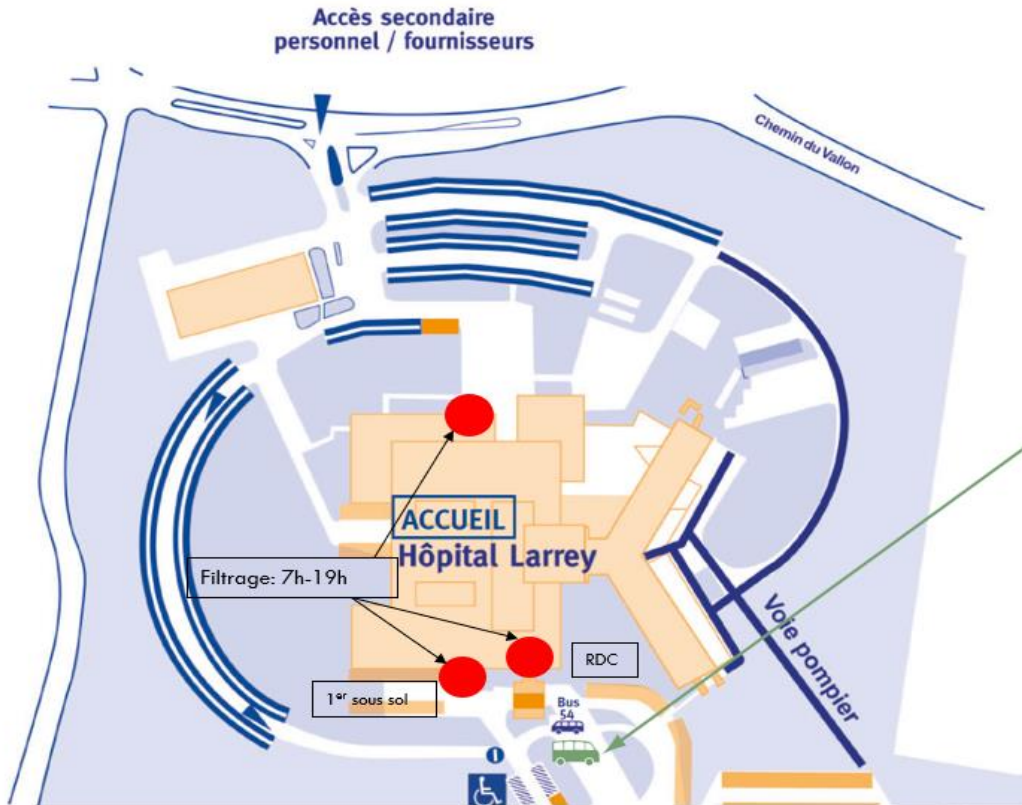 Accès secondaire
personnel / fournisseurs
Chemin du Vallon
ACCUEIL
Hôpital Larrey
Filtrage: 7h-19h
Voie pompier
RDC
1er sous sol
Bus
54